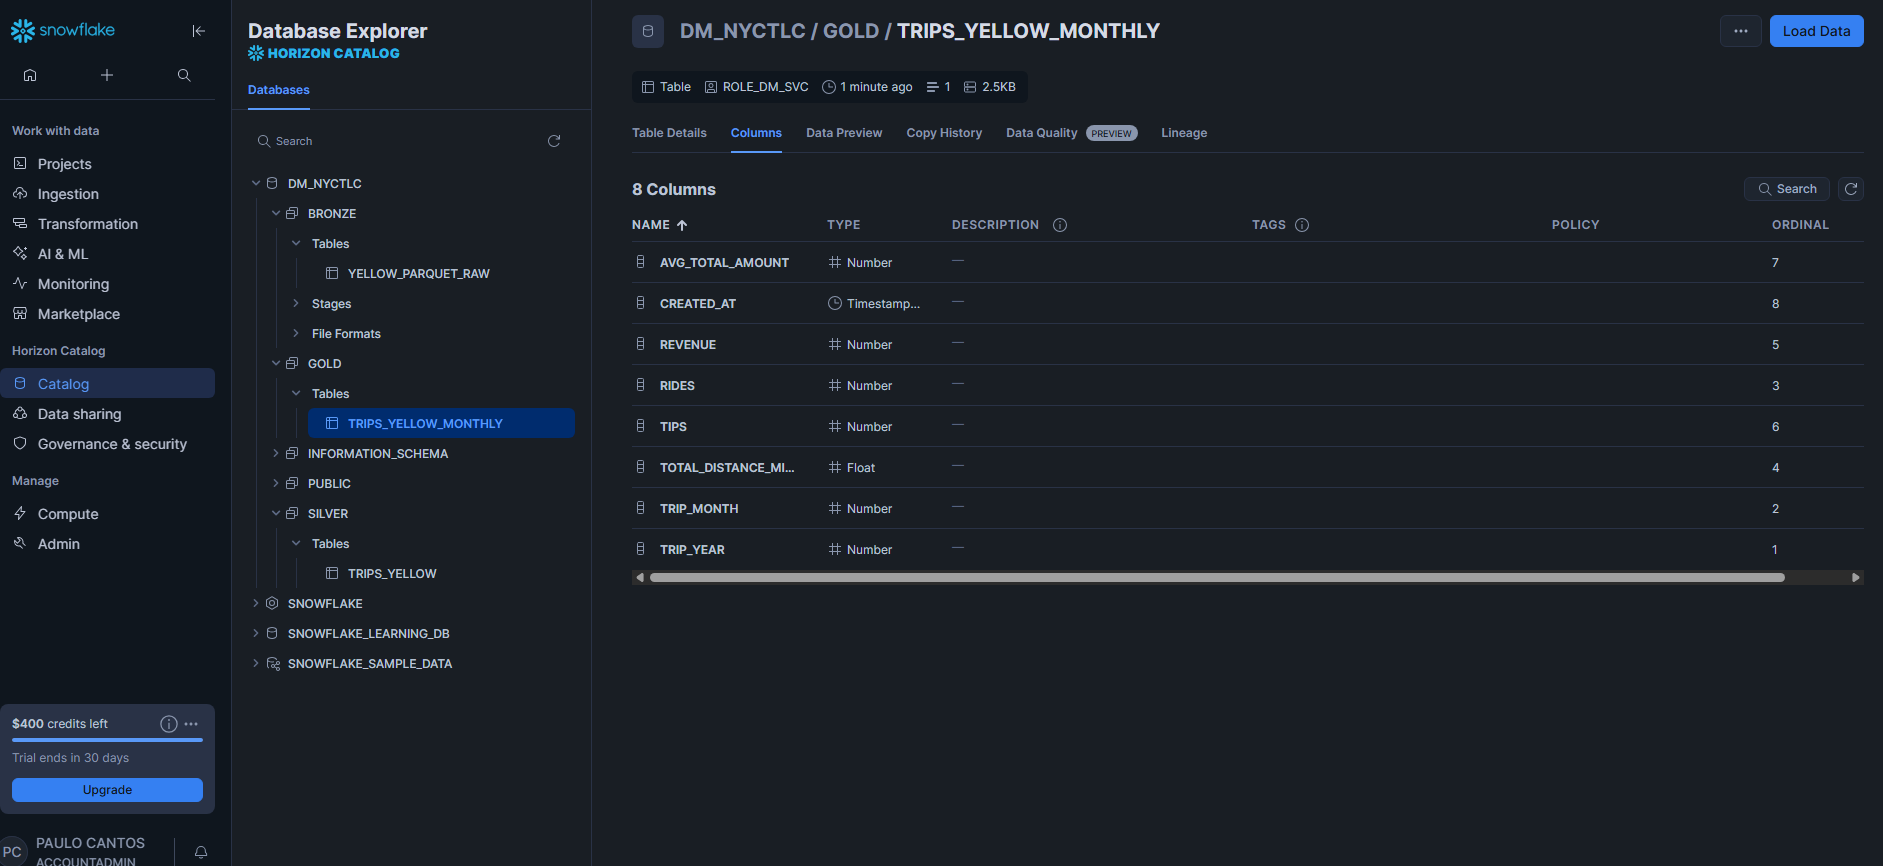 snowflake
Work with data
Projects
Ingestion
Transformation
AI & ML
Monitoring
Marketplace
Horizon Catalog
Catalog
Data sharing
Governance & security
Manage
Compute
Admin
$400 credits left
Trial ends in 30 days
Upgrade
PC
PAULO CANTOS
ACCOUNTADMIN
Database Explorer
HORIZON CATALOG
Databases
Search
DM_NYCTLC
BRONZE
Tables
YELLOW_PARQUET_RAW
Stages
File Formats
GOLD
Tables
TRIPS_YELLOW_MONTHLY
INFORMATION_SCHEMA
PUBLIC
SILVER
Tables
TRIPS_YELLOW
SNOWFLAKE
SNOWFLAKE_LEARNING_DB
SNOWFLAKE_SAMPLE_DATA
DM_NYCTLC / GOLD / TRIPS_YELLOW_MONTHLY
Load Data
Table ROLE_DM_SVC 1 minute ago 1 2.5KB
Table Details Columns Data Preview Copy History Data Quality PREVIEW Lineage
8 Columns
Search
NAME TYPE DESCRIPTION TAGS POLICY ORDINAL
AVG_TOTAL_AMOUNT Number — 7
CREATED_AT Timestamp... — 8
REVENUE Number — 5
RIDES Number — 3
TIPS Number — 6
TOTAL_DISTANCE_MI... Float — 4
TRIP_MONTH Number — 2
TRIP_YEAR Number — 1